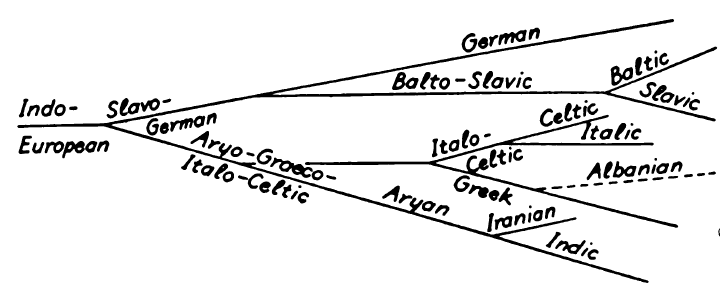 German
Balto-Slavic
Baltic
Slavic
Indo-
European
Slavo-
German
Aryo-Graeco-
Italo-Celtic
Italo-
Celtic
Celtic
Italic
Albanian
Greek
Aryan
Iranian
Indic